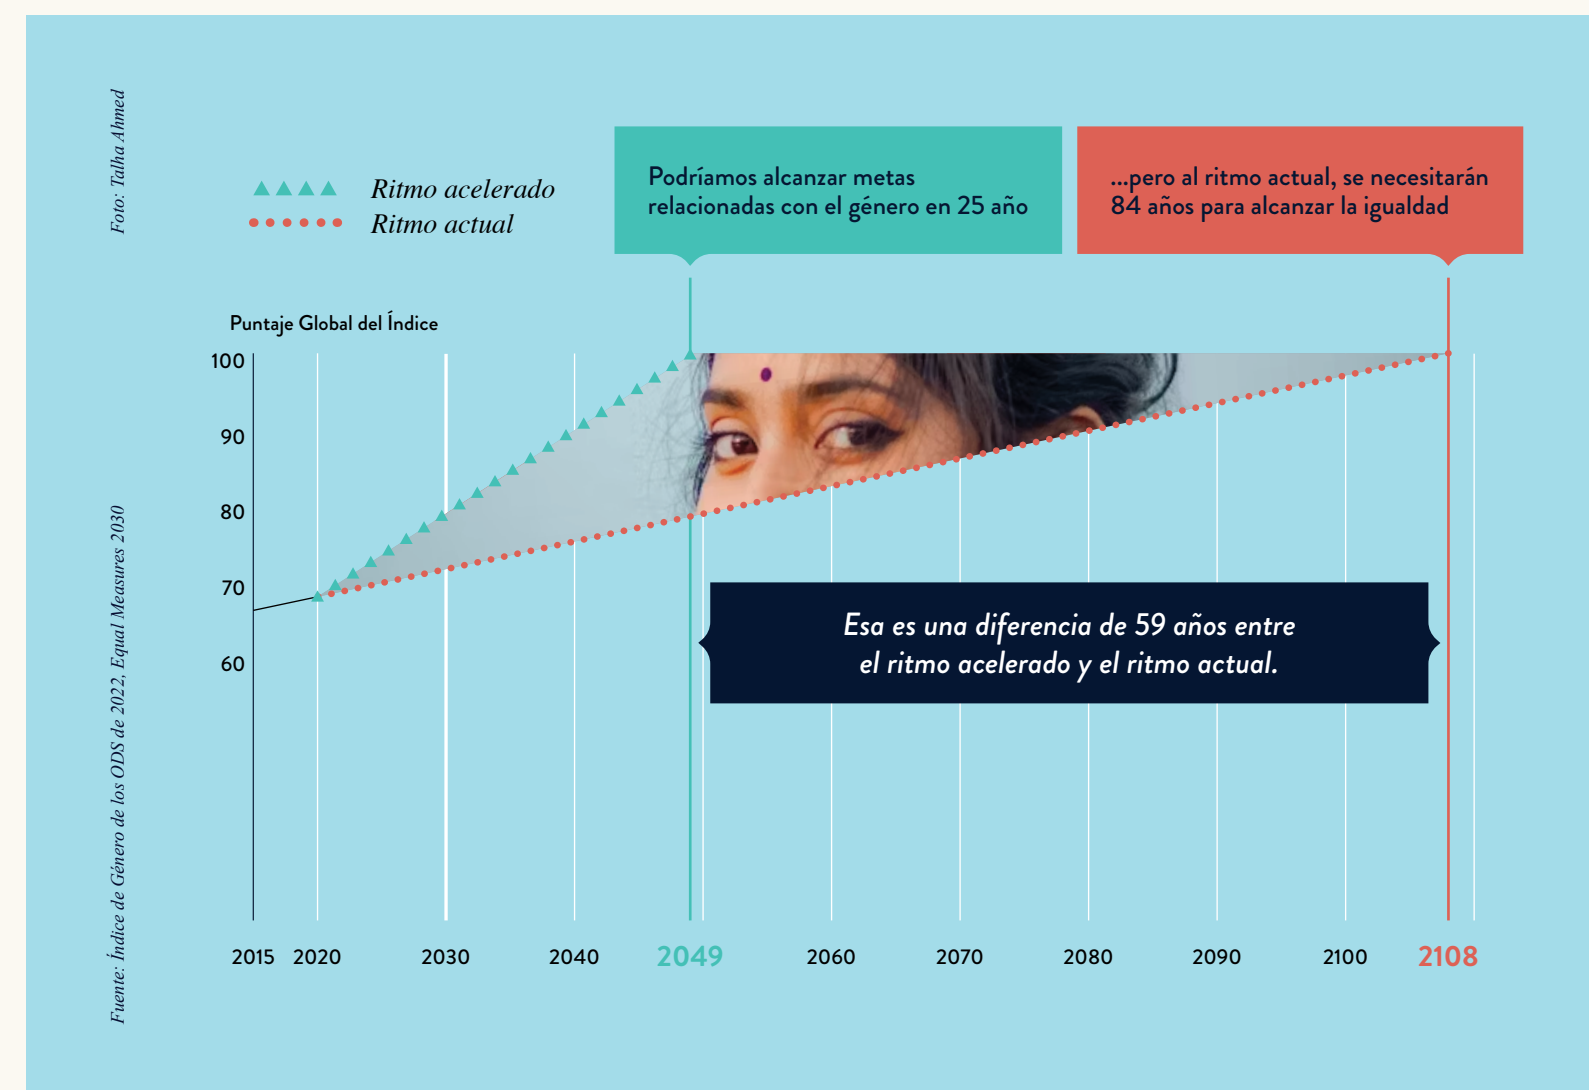 Foto: Talha Ahmed
Ritmo acelerado
Ritmo actual
Podríamos alcanzar metas
relacionadas con el género en 25 año
...pero al ritmo actual, se necesitarán
84 años para alcanzar la igualdad
Puntaje Global del Índice
100
90
80
70
60
Esa es una diferencia de 59 años entre
el ritmo acelerado y el ritmo actual.
2015 2020 2030 2040 2049 2060 2070 2080 2090 2100 2108
Fuente: Índice de Género de los ODS de 2022, Equal Measures 2030